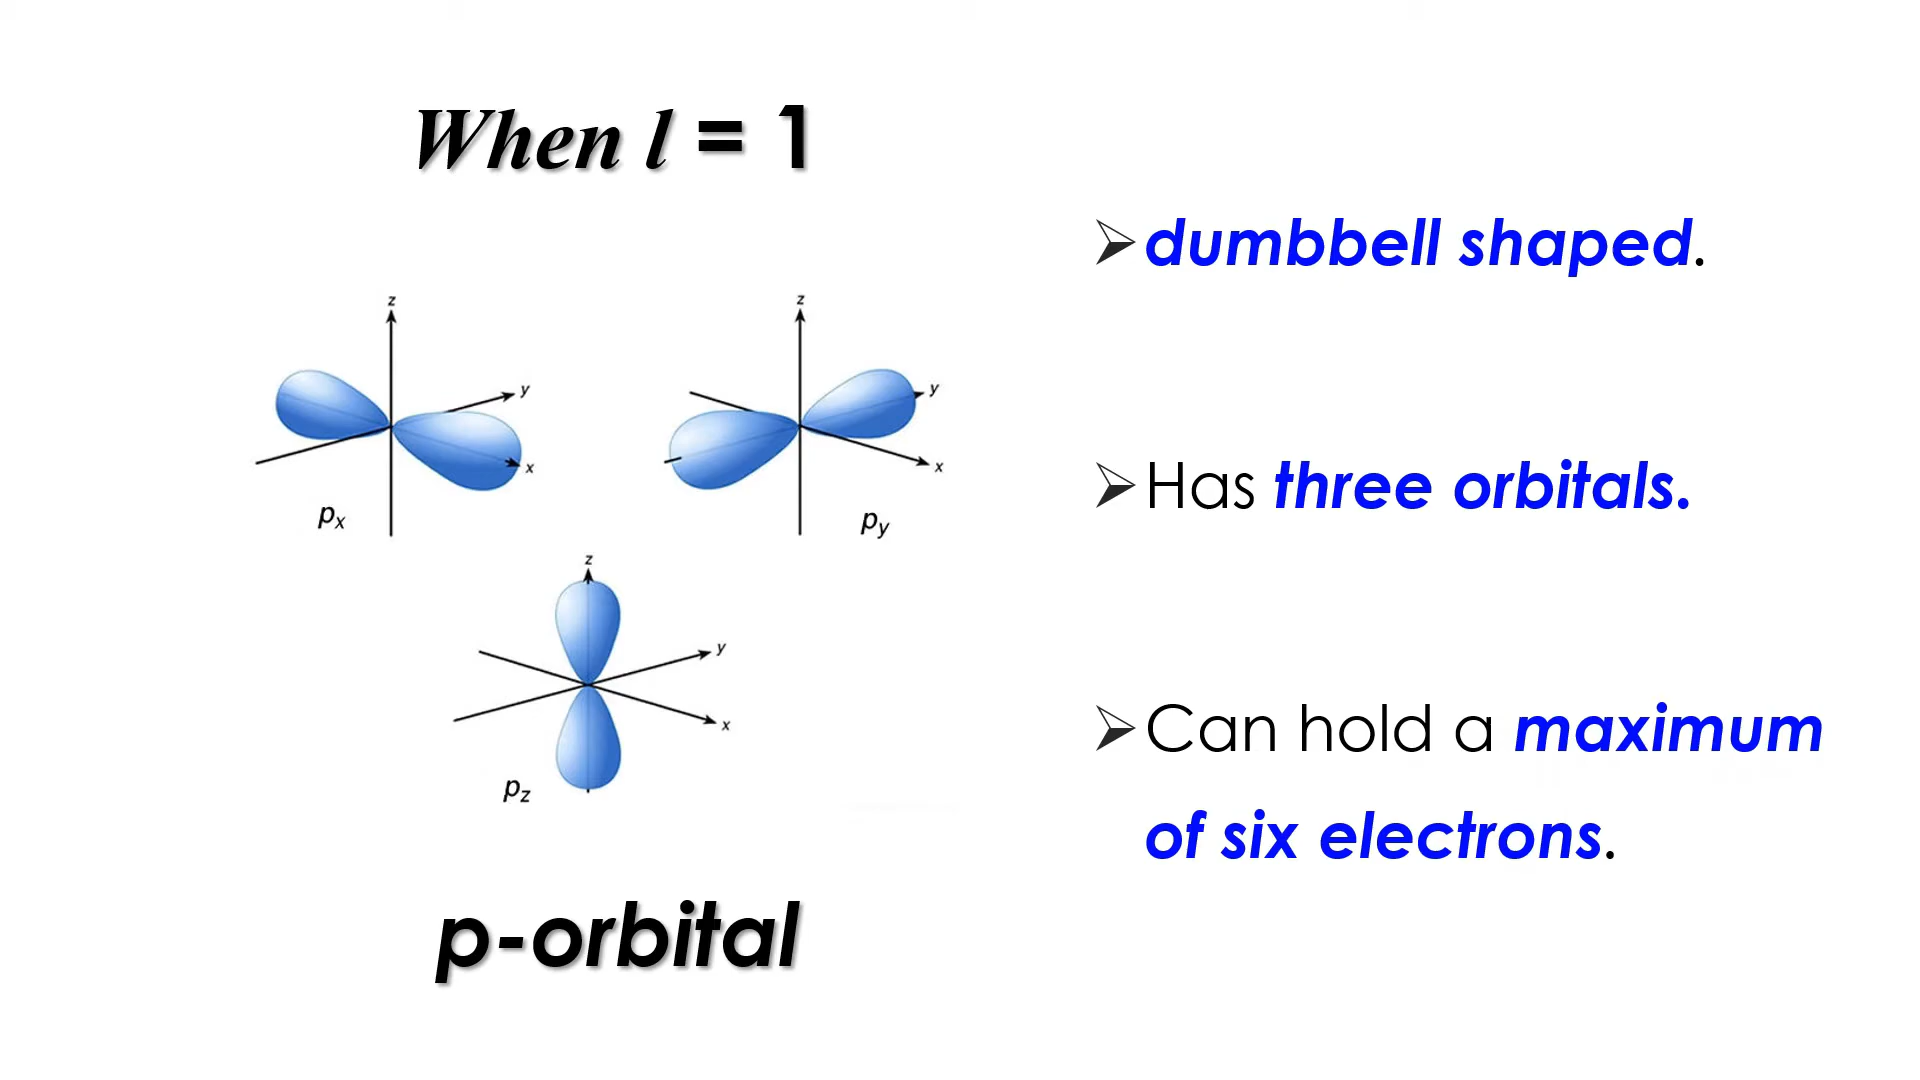 When l = 1
z
y
x
px
z
y
x
py
z
y
x
pz
p-orbital
➢dumbbell shaped.
➢Has three orbitals.
➢Can hold a maximum
of six electrons.